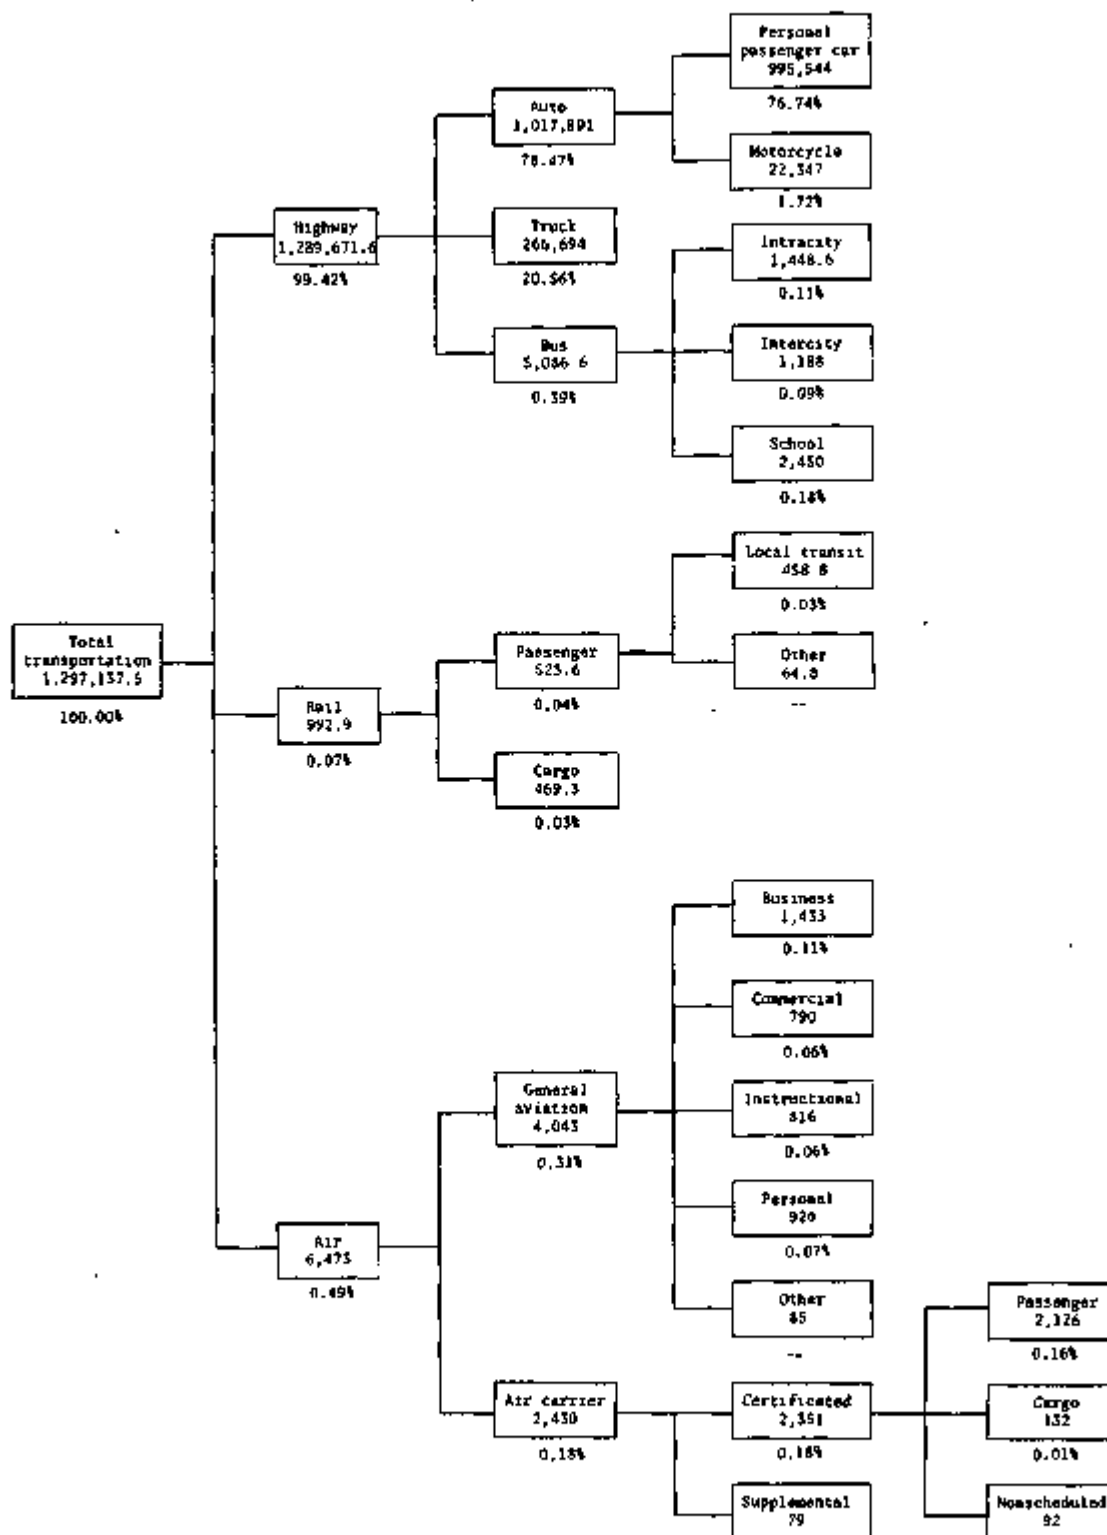 Personal
passenger car
995,544
76.74%
Auto
1,017,891
78.47%
Motorcycle
22,347
1.72%
Highway
1,289,671.6
99.42%
Truck
266,694
20.56%
Intracity
1,448.6
0.11%
Bus
5,086.6
0.39%
Intercity
1,188
0.09%
School
2,450
0.18%
Local transit
458.8
0.03%
Total
transportation
1,297,137.5
100.00%
Passenger
523.6
0.04%
Other
64.8
--
Rail
992.9
0.07%
Cargo
469.3
0.03%
Business
1,433
0.11%
Commercial
790
0.06%
General
aviation
4,043
0.31%
Instructional
816
0.06%
Personal
920
0.07%
Air
6,473
0.49%
Other
85
--
Passenger
2,126
0.16%
Air carrier
2,430
0.18%
Certificated
2,351
0.18%
Cargo
132
0.01%
Supplemental
79
Nonscheduled
92